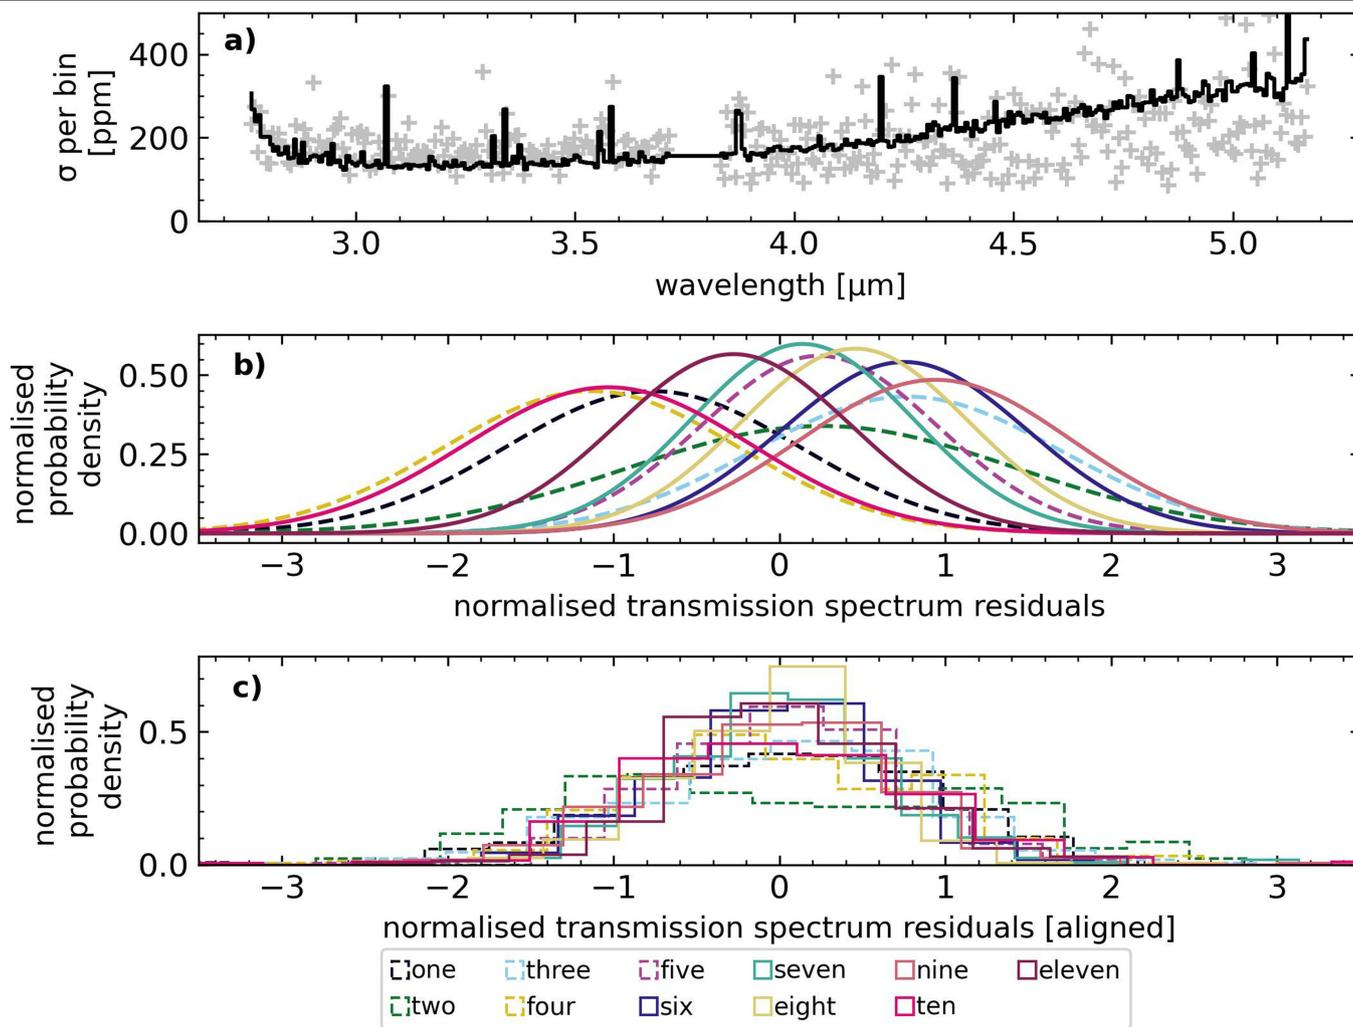 a)
400
200
0
σ per bin
[ppm]
3.0 3.5 4.0 4.5 5.0
wavelength [μm]
b)
0.50
0.25
0.00
normalised
probability
density
−3 −2 −1 0 1 2 3
normalised transmission spectrum residuals
c)
0.5
0.0
normalised
probability
density
−3 −2 −1 0 1 2 3
normalised transmission spectrum residuals [aligned]
one three five seven nine eleven
two four six eight ten